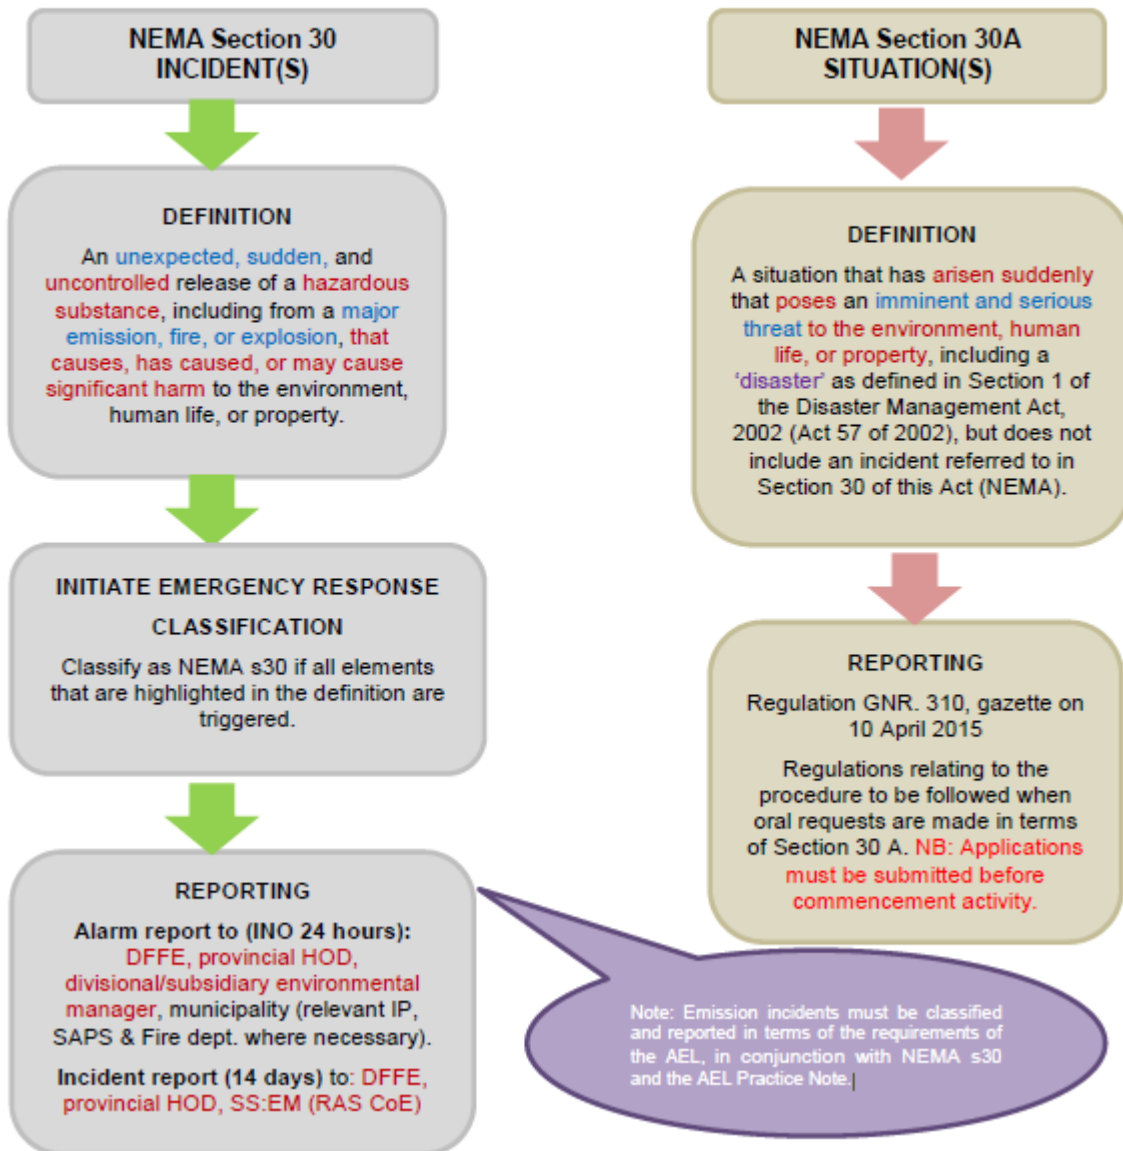 NEMA Section 30
INCIDENT(S)
DEFINITION
An unexpected, sudden, and
uncontrolled release of a hazardous
substance, including from a major
emission, fire, or explosion, that
causes, has caused, or may cause
significant harm to the environment,
human life, or property.
INITIATE EMERGENCY RESPONSE
CLASSIFICATION
Classify as NEMA s30 if all elements
that are highlighted in the definition are
triggered.
REPORTING
Alarm report to (INO 24 hours):
DFFE, provincial HOD,
divisional/subsidiary environmental
manager, municipality (relevant IP,
SAPS & Fire dept. where necessary).
Incident report (14 days) to: DFFE,
provincial HOD, SS:EM (RAS CoE)
NEMA Section 30A
SITUATION(S)
DEFINITION
A situation that has arisen suddenly
that poses an imminent and serious
threat to the environment, human
life, or property, including a
‘disaster’ as defined in Section 1 of
the Disaster Management Act,
2002 (Act 57 of 2002), but does not
include an incident referred to in
Section 30 of this Act (NEMA).
REPORTING
Regulation GNR. 310, gazette on
10 April 2015
Regulations relating to the
procedure to be followed when
oral requests are made in terms
of Section 30 A. NB: Applications
must be submitted before
commencement activity.
Note: Emission incidents must be classified
and reported in terms of the requirements of
the AEL, in conjunction with NEMA s30
and the AEL Practice Note.